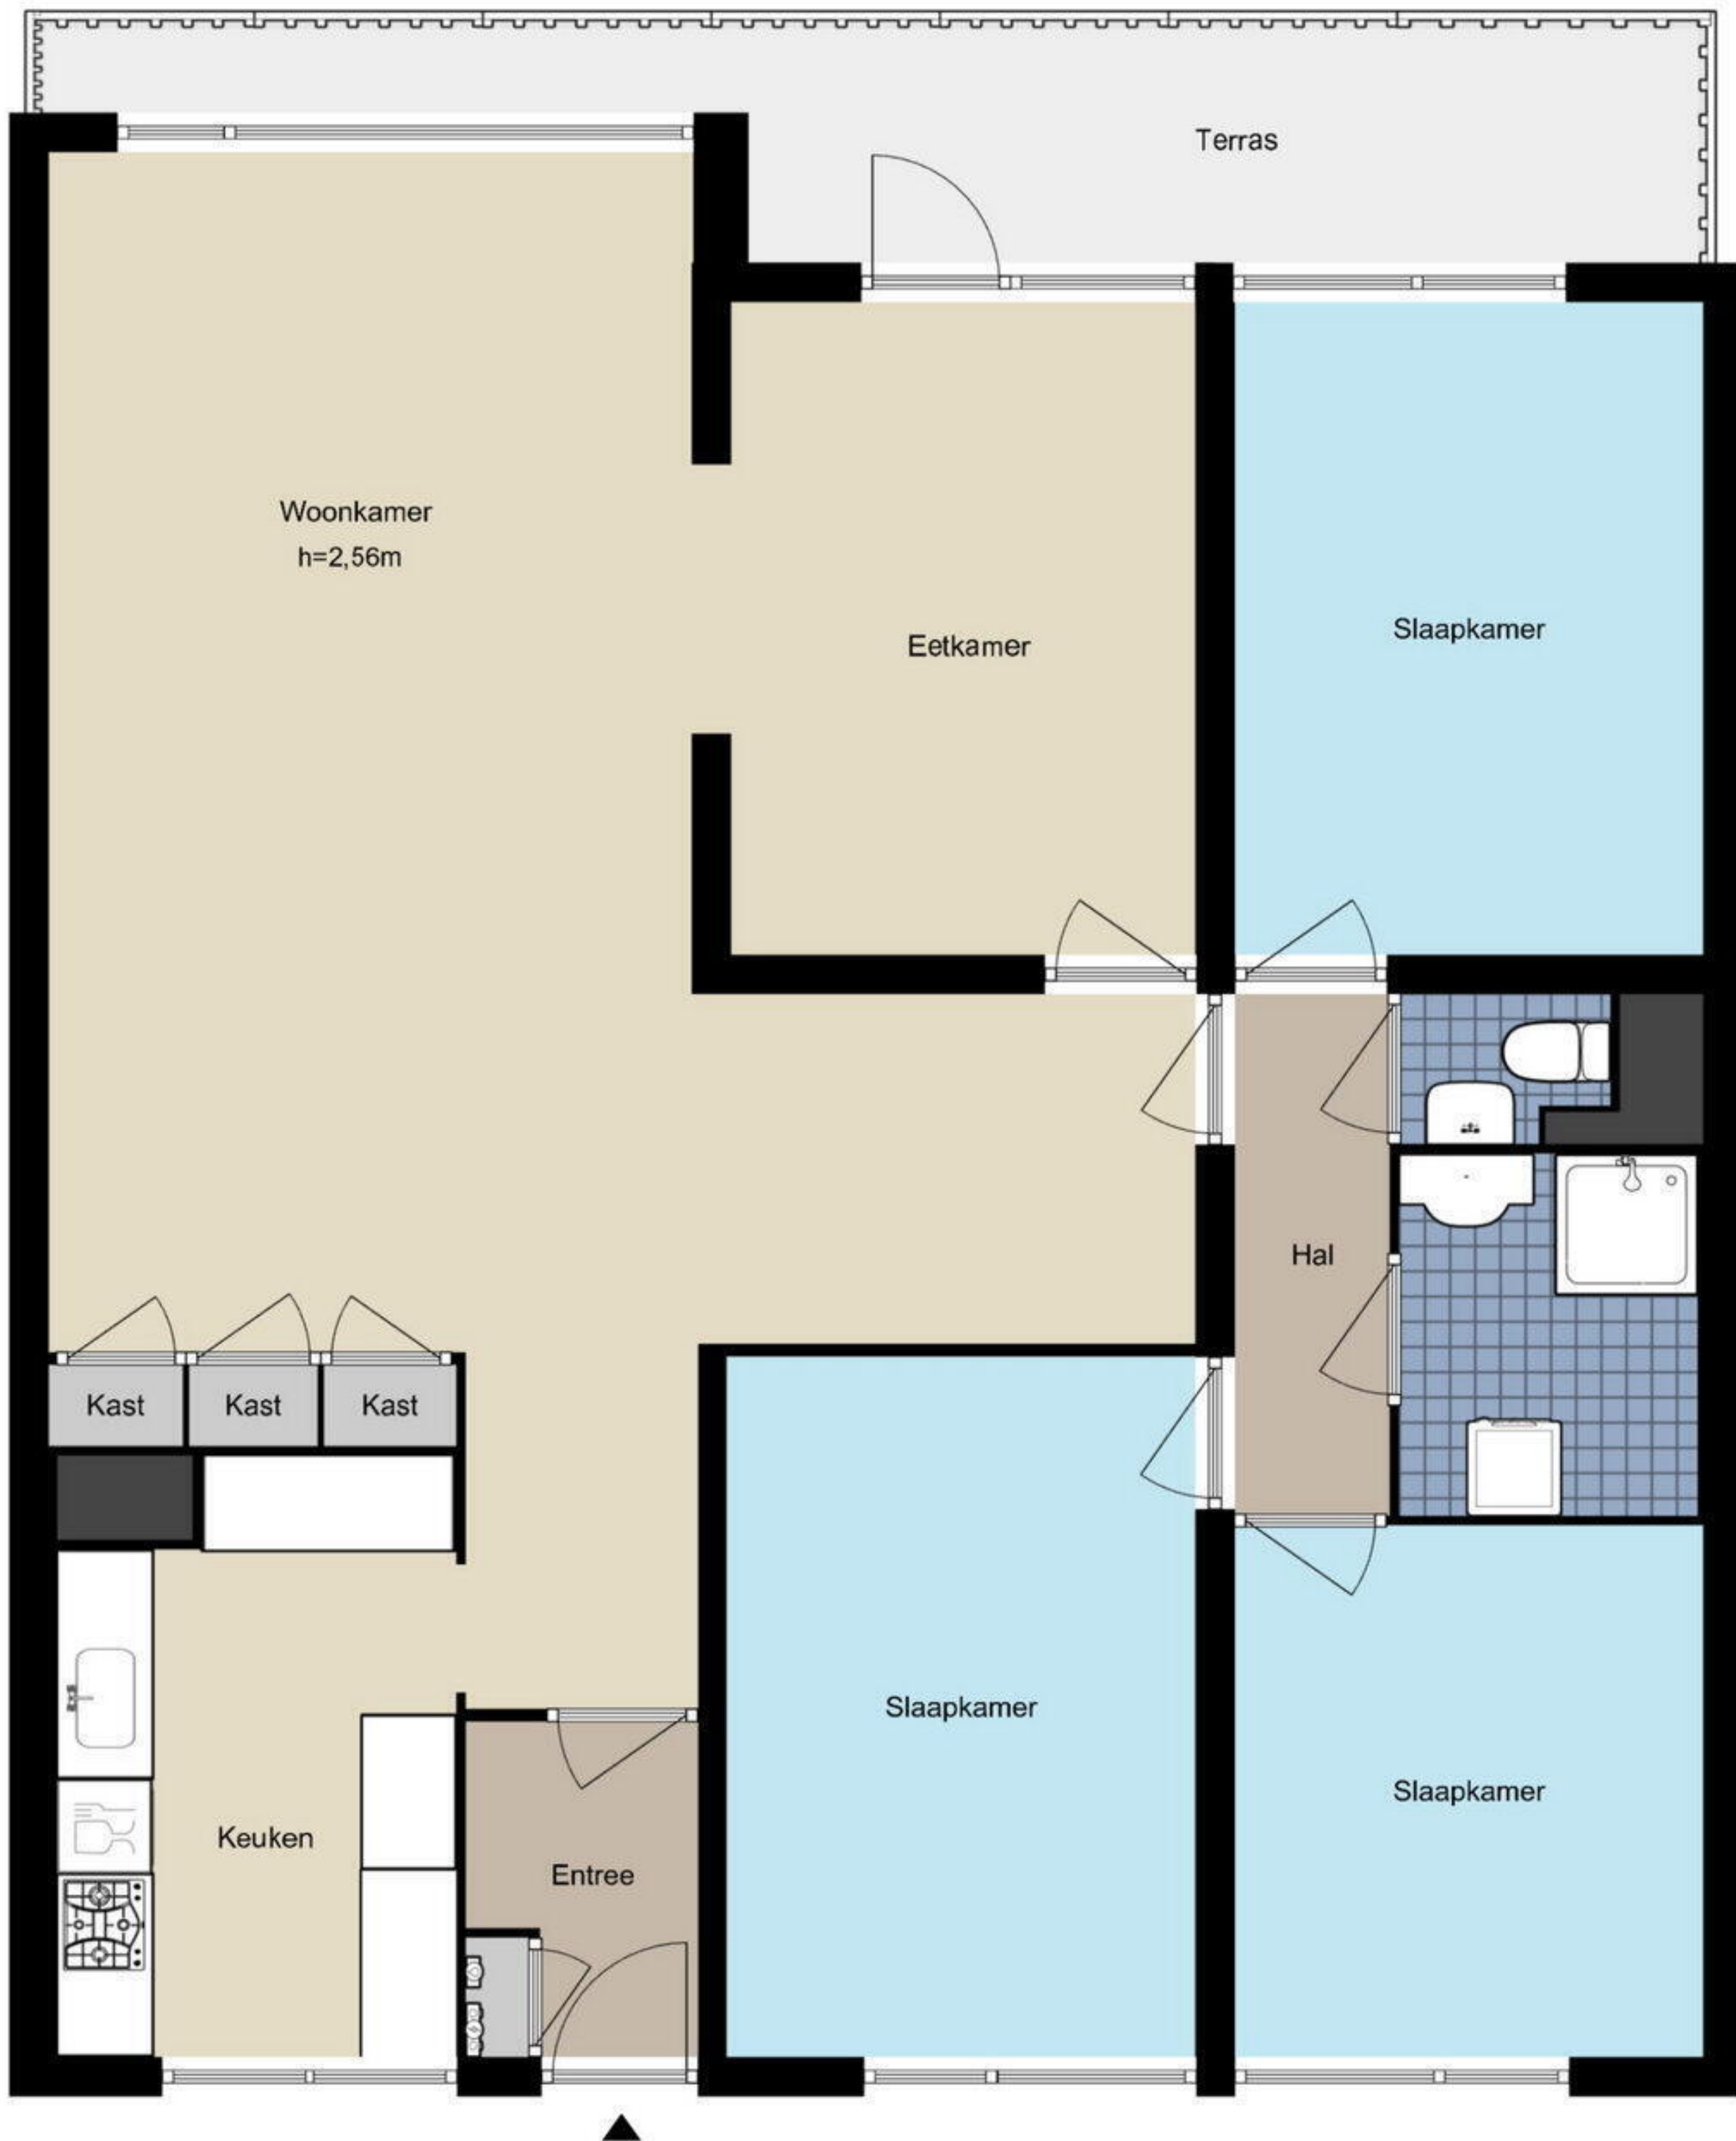 Terras
Woonkamer
h=2,56m
Eetkamer
Slaapkamer
Hal
Kast
Kast
Kast
Slaapkamer
Slaapkamer
Keuken
Entree